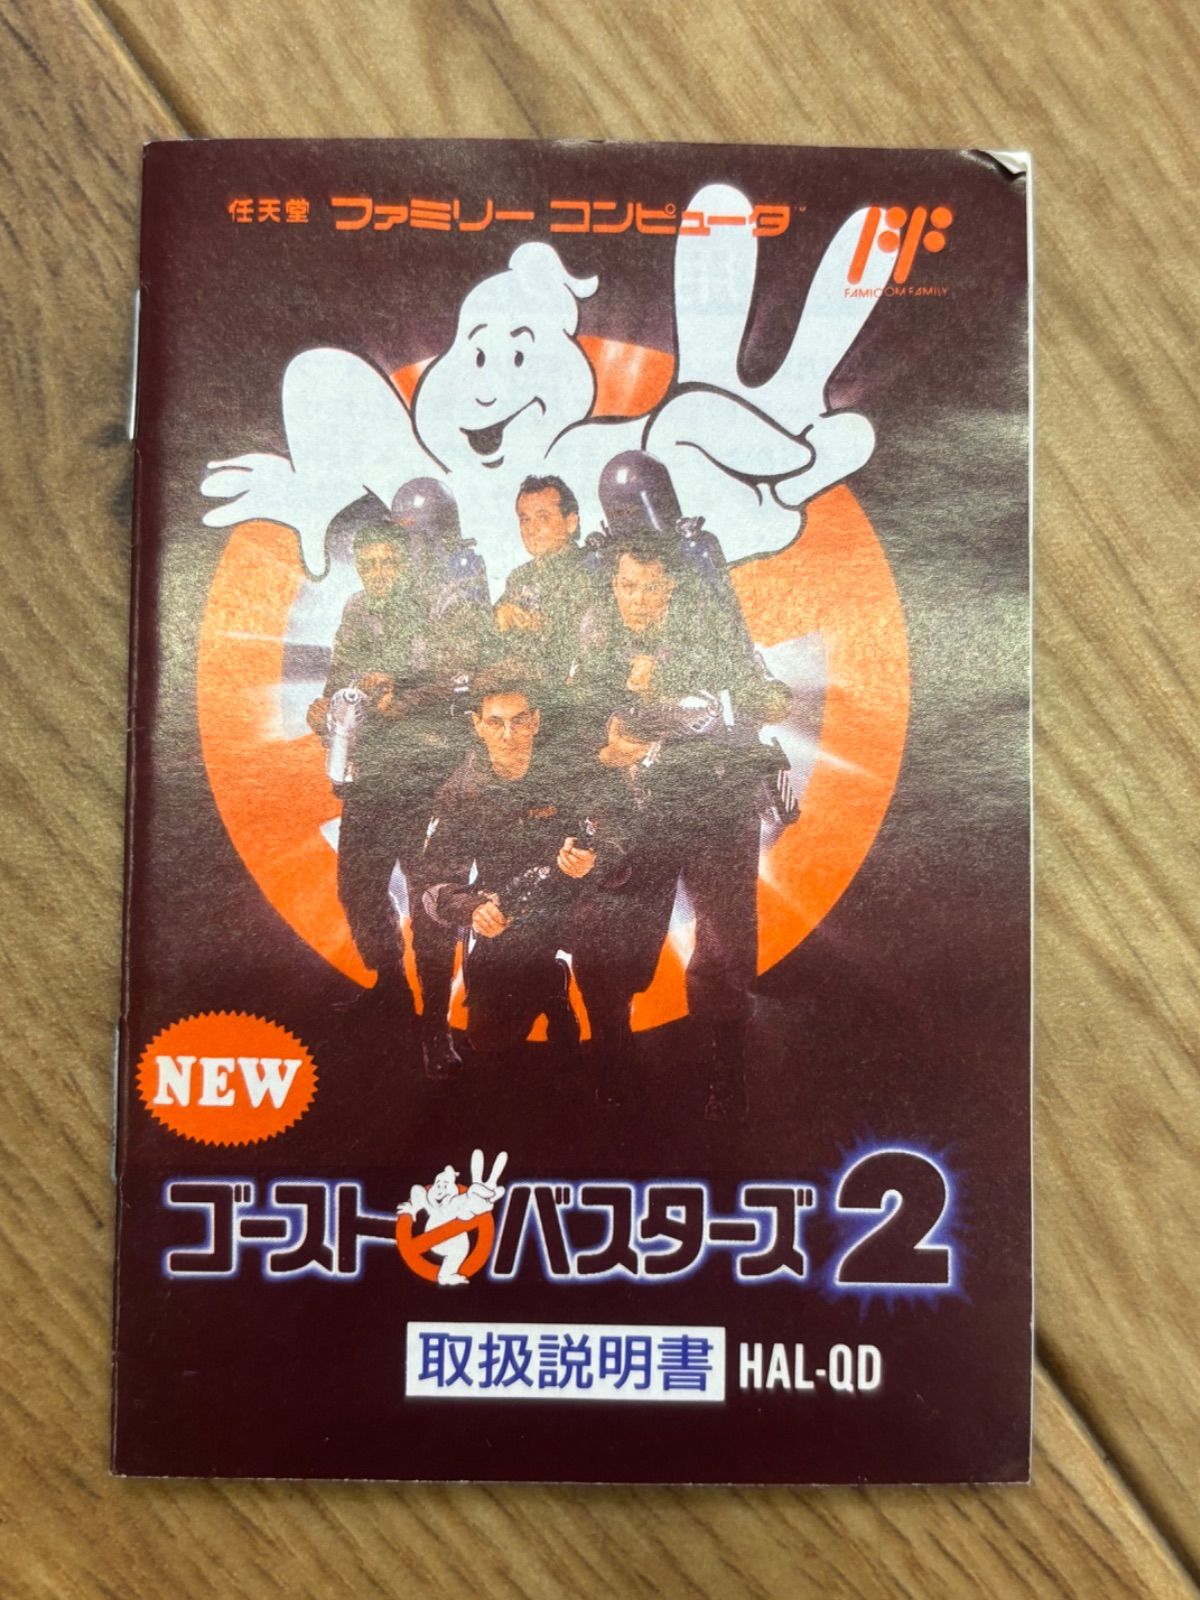 任天堂 ファミリー コンピュータ™
FAMICOM FAMILY
NEW
ゴーストバスターズ2
取扱説明書 HAL-QD